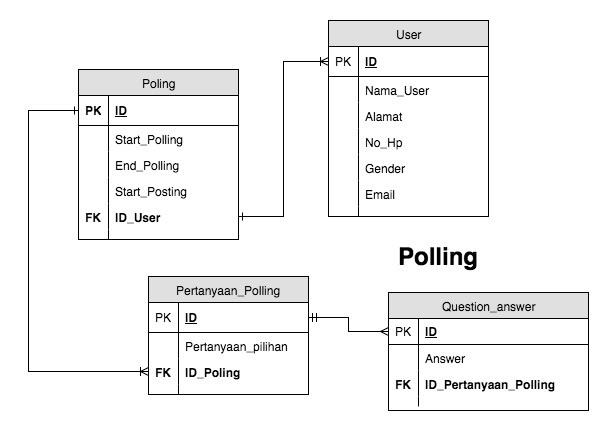 User
PK ID
Nama_User
Alamat
No_Hp
Gender
Email
Poling
PK ID
Start_Polling
End_Polling
Start_Posting
FK ID_User
Polling
Pertanyaan_Polling
PK ID
Pertanyaan_pilihan
FK ID_Poling
Question_answer
PK ID
Answer
FK ID_Pertanyaan_Polling